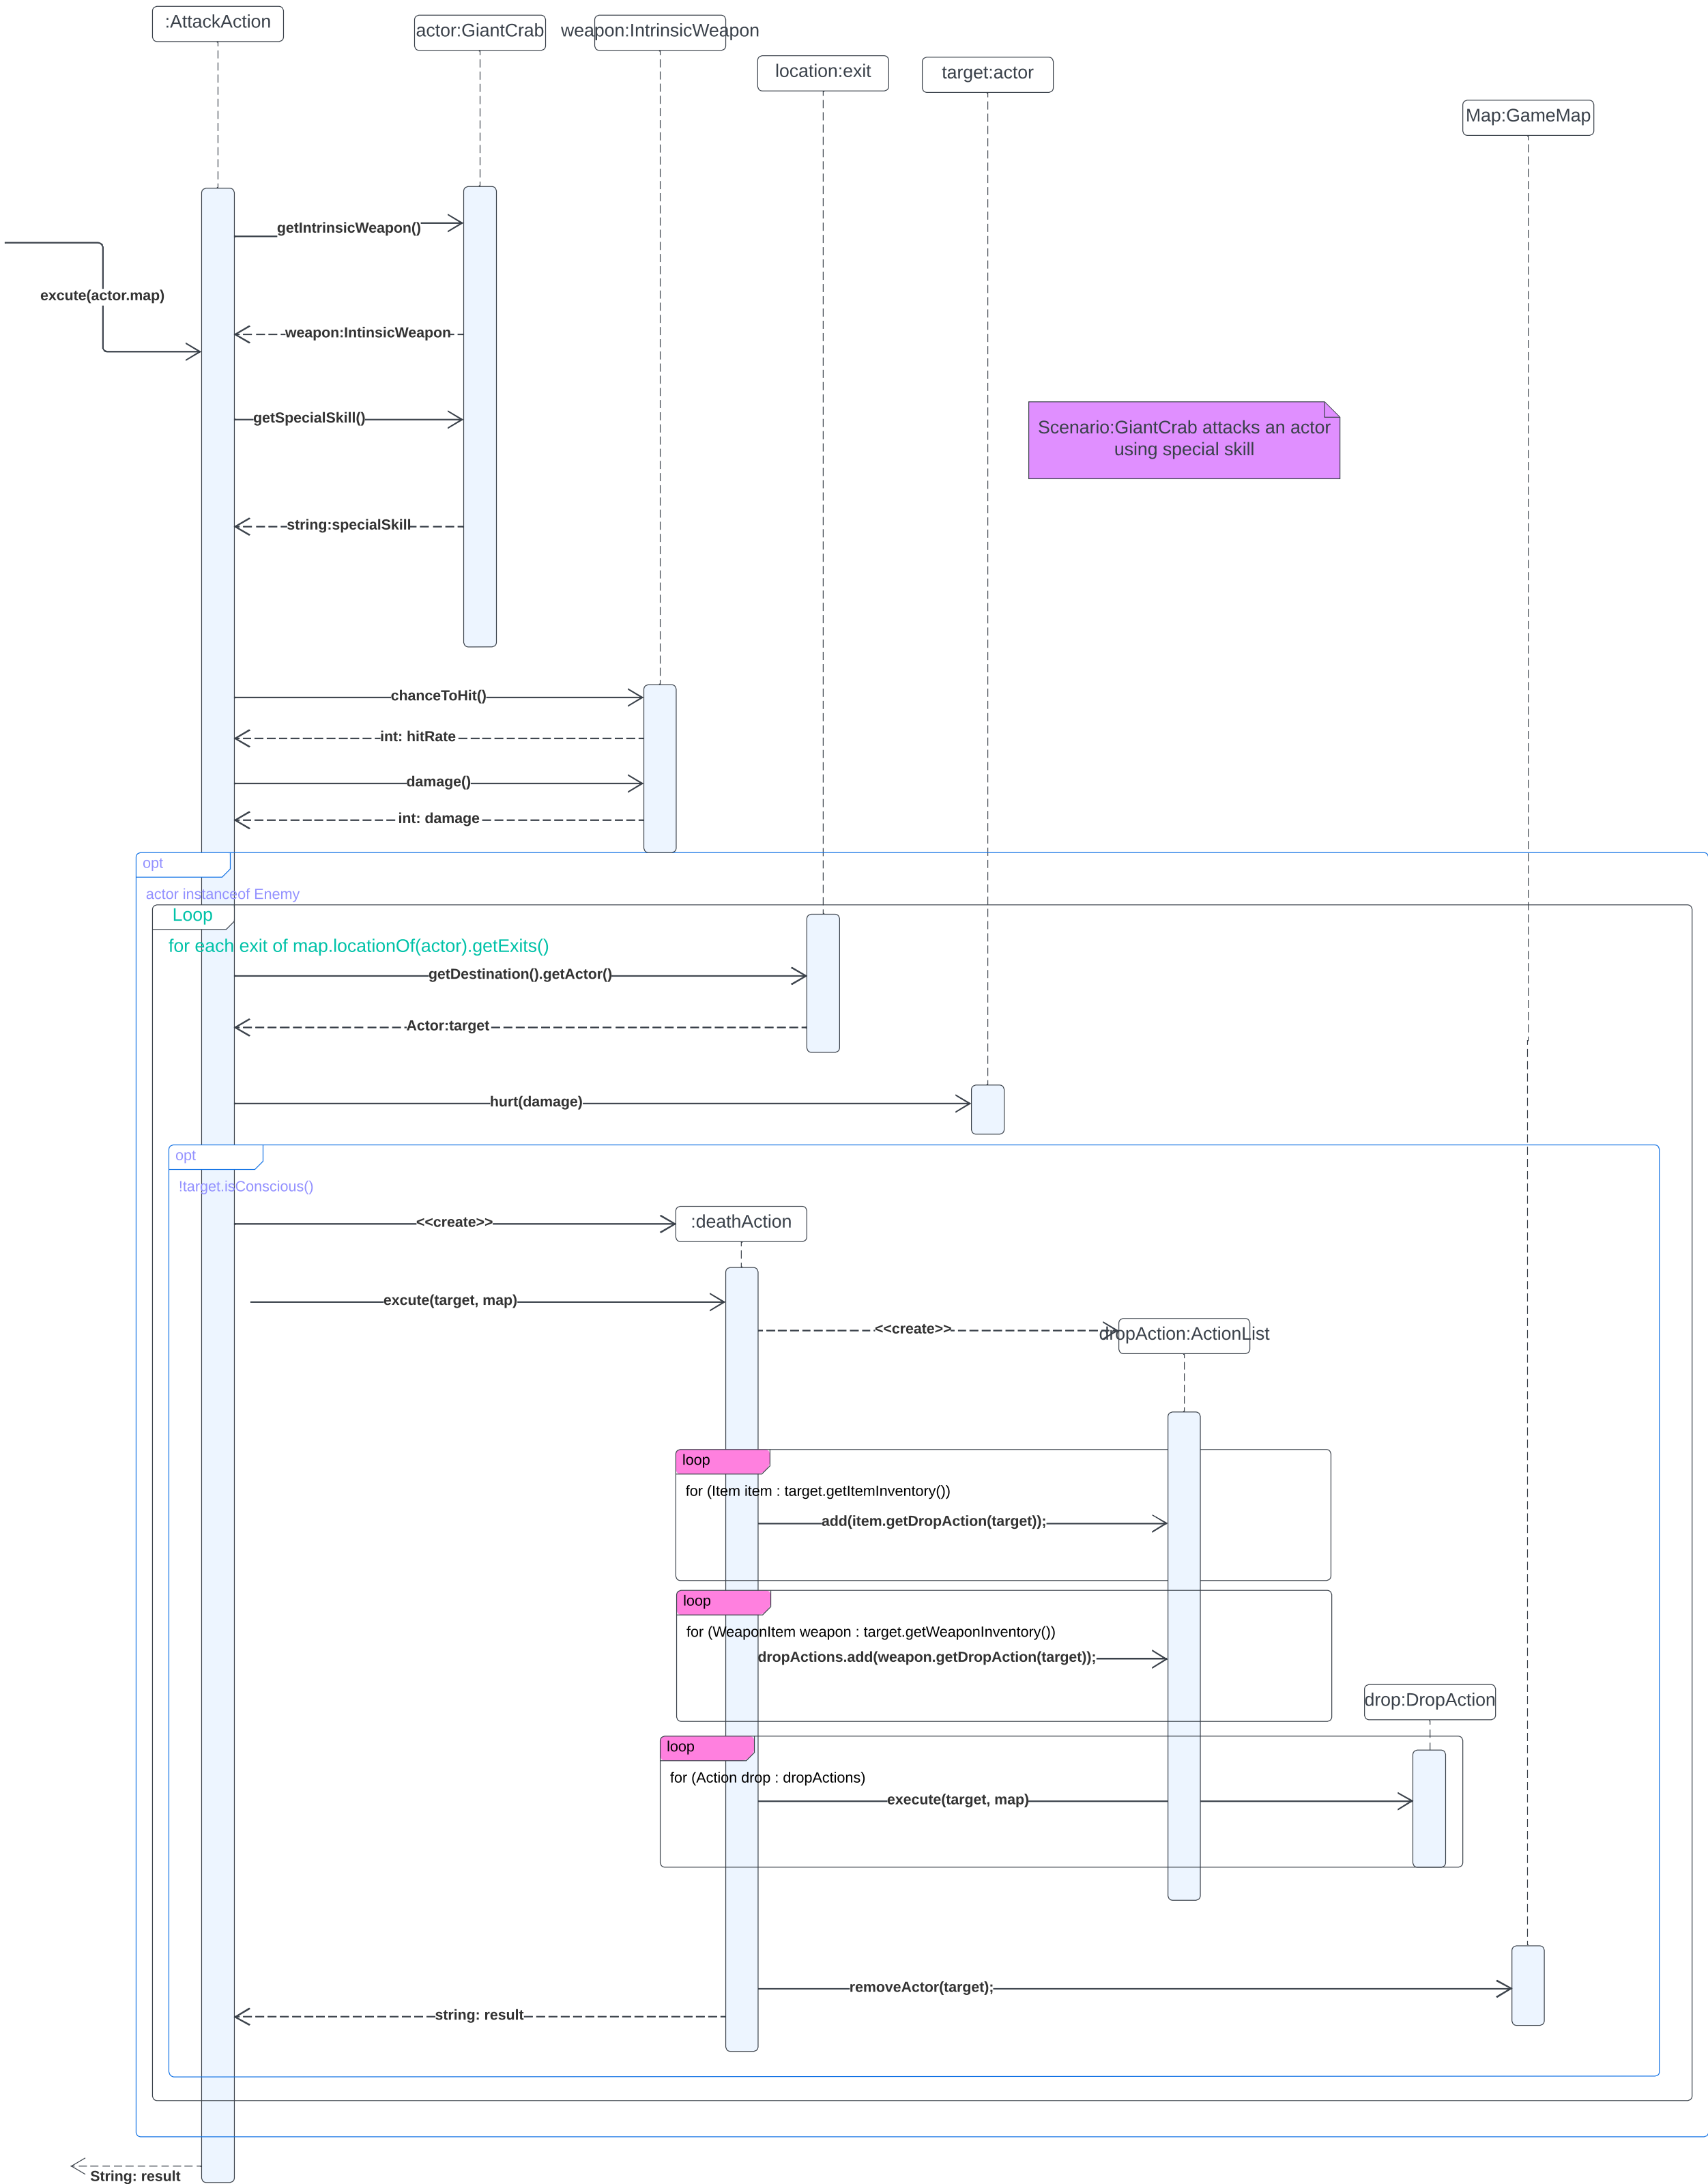 :AttackAction
actor:GiantCrab
weapon:IntrinsicWeapon
location:exit
target:actor
Map:GameMap
getIntrinsicWeapon()
excute(actor.map)
weapon:IntinsicWeapon
getSpecialSkill()
Scenario:GiantCrab attacks an actor
using special skill
string:specialSkill
chanceToHit()
int: hitRate
damage()
int: damage
opt
actor instanceof Enemy
Loop
for each exit of map.locationOf(actor).getExits()
getDestination().getActor()
Actor:target
hurt(damage)
opt
!target.isConscious()
<<create>>
:deathAction
excute(target, map)
<<create>>
dropAction:ActionList
loop
for (Item item : target.getItemInventory())
add(item.getDropAction(target));
loop
for (WeaponItem weapon : target.getWeaponInventory())
dropActions.add(weapon.getDropAction(target));
drop:DropAction
loop
for (Action drop : dropActions)
execute(target, map)
removeActor(target);
string: result
String: result